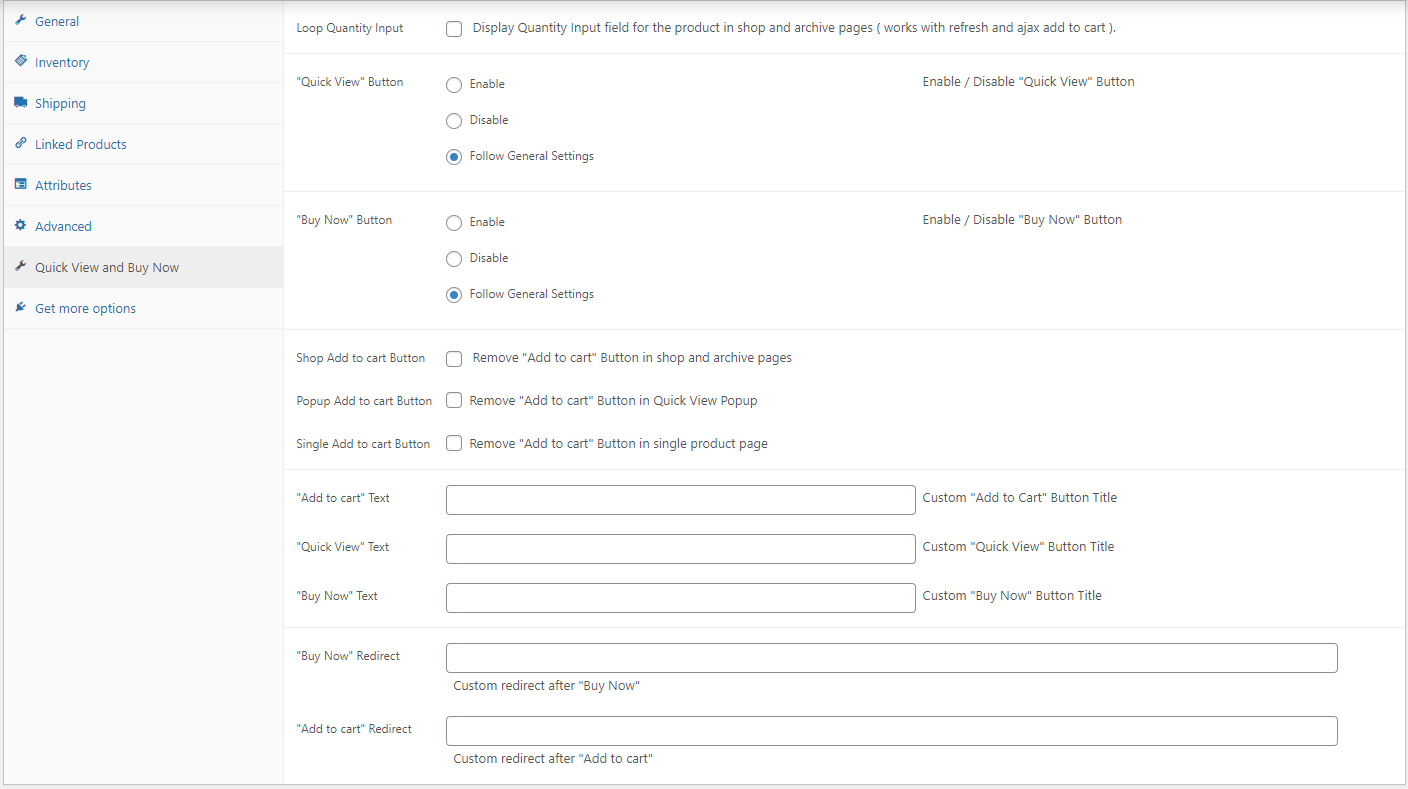 General
Inventory
Shipping
Linked Products
Attributes
Advanced
Quick View and Buy Now
Get more options
Loop Quantity Input
Display Quantity Input field for the product in shop and archive pages ( works with refresh and ajax add to cart ).
"Quick View" Button
Enable
Disable
Follow General Settings
Enable / Disable "Quick View" Button
"Buy Now" Button
Enable
Disable
Follow General Settings
Enable / Disable "Buy Now" Button
Shop Add to cart Button
Remove "Add to cart" Button in shop and archive pages
Popup Add to cart Button
Remove "Add to cart" Button in Quick View Popup
Single Add to cart Button
Remove "Add to cart" Button in single product page
"Add to cart" Text
Custom "Add to Cart" Button Title
"Quick View" Text
Custom "Quick View" Button Title
"Buy Now" Text
Custom "Buy Now" Button Title
"Buy Now" Redirect
Custom redirect after "Buy Now"
"Add to cart" Redirect
Custom redirect after "Add to cart"